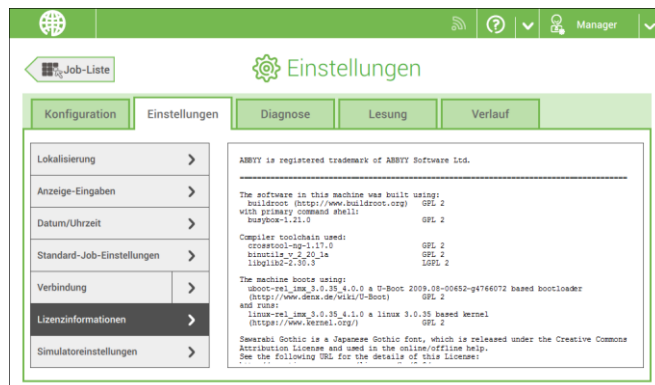 Manager
Job-Liste
Einstellungen
Konfiguration
Einstellungen
Diagnose
Lesung
Verlauf
Lokalisierung
Anzeige-Eingaben
Datum/Uhrzeit
Standard-Job-Einstellungen
Verbindung
Lizenzinformationen
Simulatoreinstellungen
ABBYY is registered trademark of ABBYY Software Ltd.
The software in this machine was built using:
buildroot (http://www.buildroot.org) GPL 2
with primary command shell:
busybox-1.21.0 GPL 2
Compiler toolchain used:
crosstool-ng-1.17.0 GPL 2
binutils_v_2_20_1a GPL 2
libglib2-2.30.3 LGPL 2
The machine boots using:
uboot-rel_imx_3.0.35_4.0.0 a U-Boot 2009.08-00652-g4766072 based bootloader
(http://www.denx.de/wiki/U-Boot) GPL 2
and runs:
linux-rel_imx_3.0.35_4.1.0 a linux 3.0.35 based kernel
(https://www.kernel.org/) GPL 2
Sawarabi Gothic is a Japanese Gothic font, which is released under the Creative Commons
Attribution License and used in the online/offline help.
See the following URL for the details of this License: